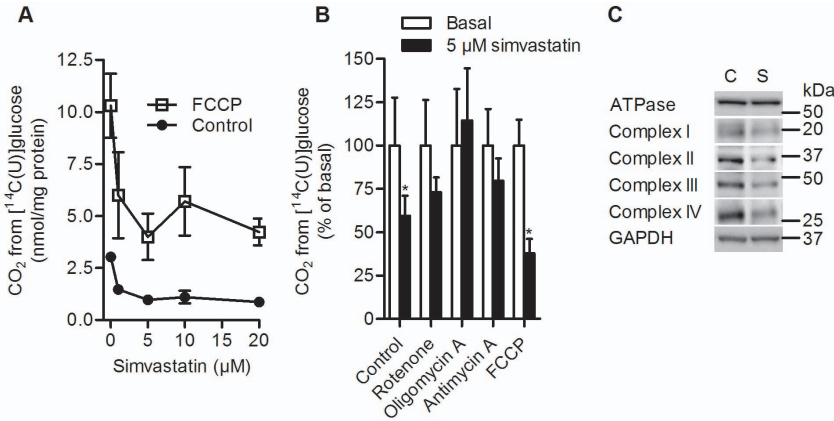 A
CO₂ from [¹⁴C(U)]glucose
(nmol/mg protein)
12.5
10.0
7.5
5.0
2.5
0.0
FCCP
Control
0 5 10 15 20
Simvastatin (µM)
B
Basal
5 µM simvastatin
CO₂ from [¹⁴C(U)]glucose
(% of basal)
150
125
100
75
50
25
0
*
*
Control
Rotenone
Oligomycin A
Antimycin A
FCCP
C
C S
kDa
ATPase
50
Complex I
20
Complex II
37
Complex III
50
Complex IV
25
GAPDH
37